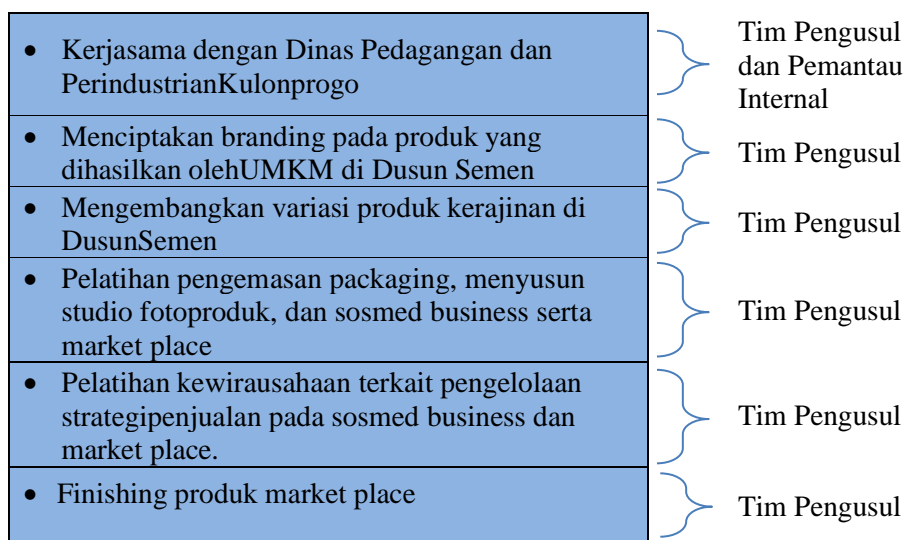 • Kerjasama dengan Dinas Pedagangan dan
PerindustrianKulonprogo
Tim Pengusul
dan Pemantau
Internal
• Menciptakan branding pada produk yang
dihasilkan olehUMKM di Dusun Semen
Tim Pengusul
• Mengembangkan variasi produk kerajinan di
DusunSemen
Tim Pengusul
• Pelatihan pengemasan packaging, menyusun
studio fotoproduk, dan sosmed business serta
market place
Tim Pengusul
• Pelatihan kewirausahaan terkait pengelolaan
strategipenjualan pada sosmed business dan
market place.
Tim Pengusul
• Finishing produk market place
Tim Pengusul